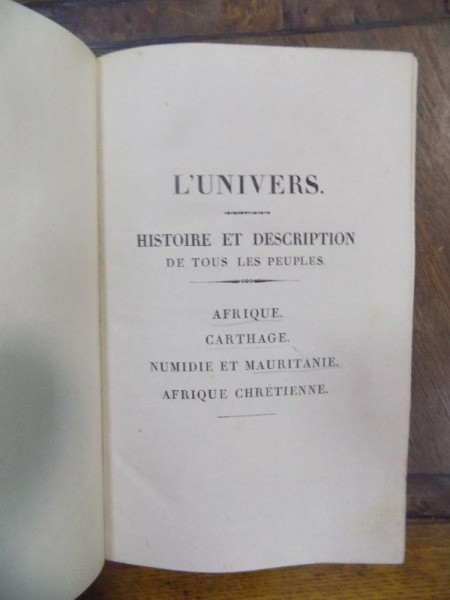 L'UNIVERS.
HISTOIRE ET DESCRIPTION
DE TOUS LES PEUPLES.
AFRIQUE.
CARTHAGE.
NUMIDIE ET MAURITANIE.
AFRIQUE CHRÉTIENNE.